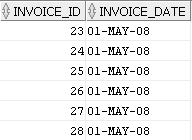 INVOICE_ID INVOICE_DATE
23 01-MAY-08
24 01-MAY-08
25 01-MAY-08
26 01-MAY-08
27 01-MAY-08
28 01-MAY-08